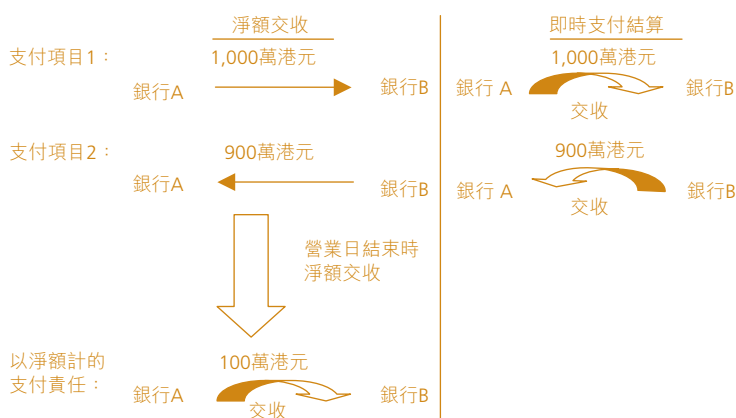 淨額交收
即時支付結算
支付項目1：
1,000萬港元
銀行A
銀行B
1,000萬港元
銀行 A
銀行B
交收
支付項目2：
900萬港元
銀行A
銀行B
900萬港元
銀行 A
銀行B
交收
營業日結束時
淨額交收
以淨額計的
支付責任：
100萬港元
銀行A
銀行B
交收